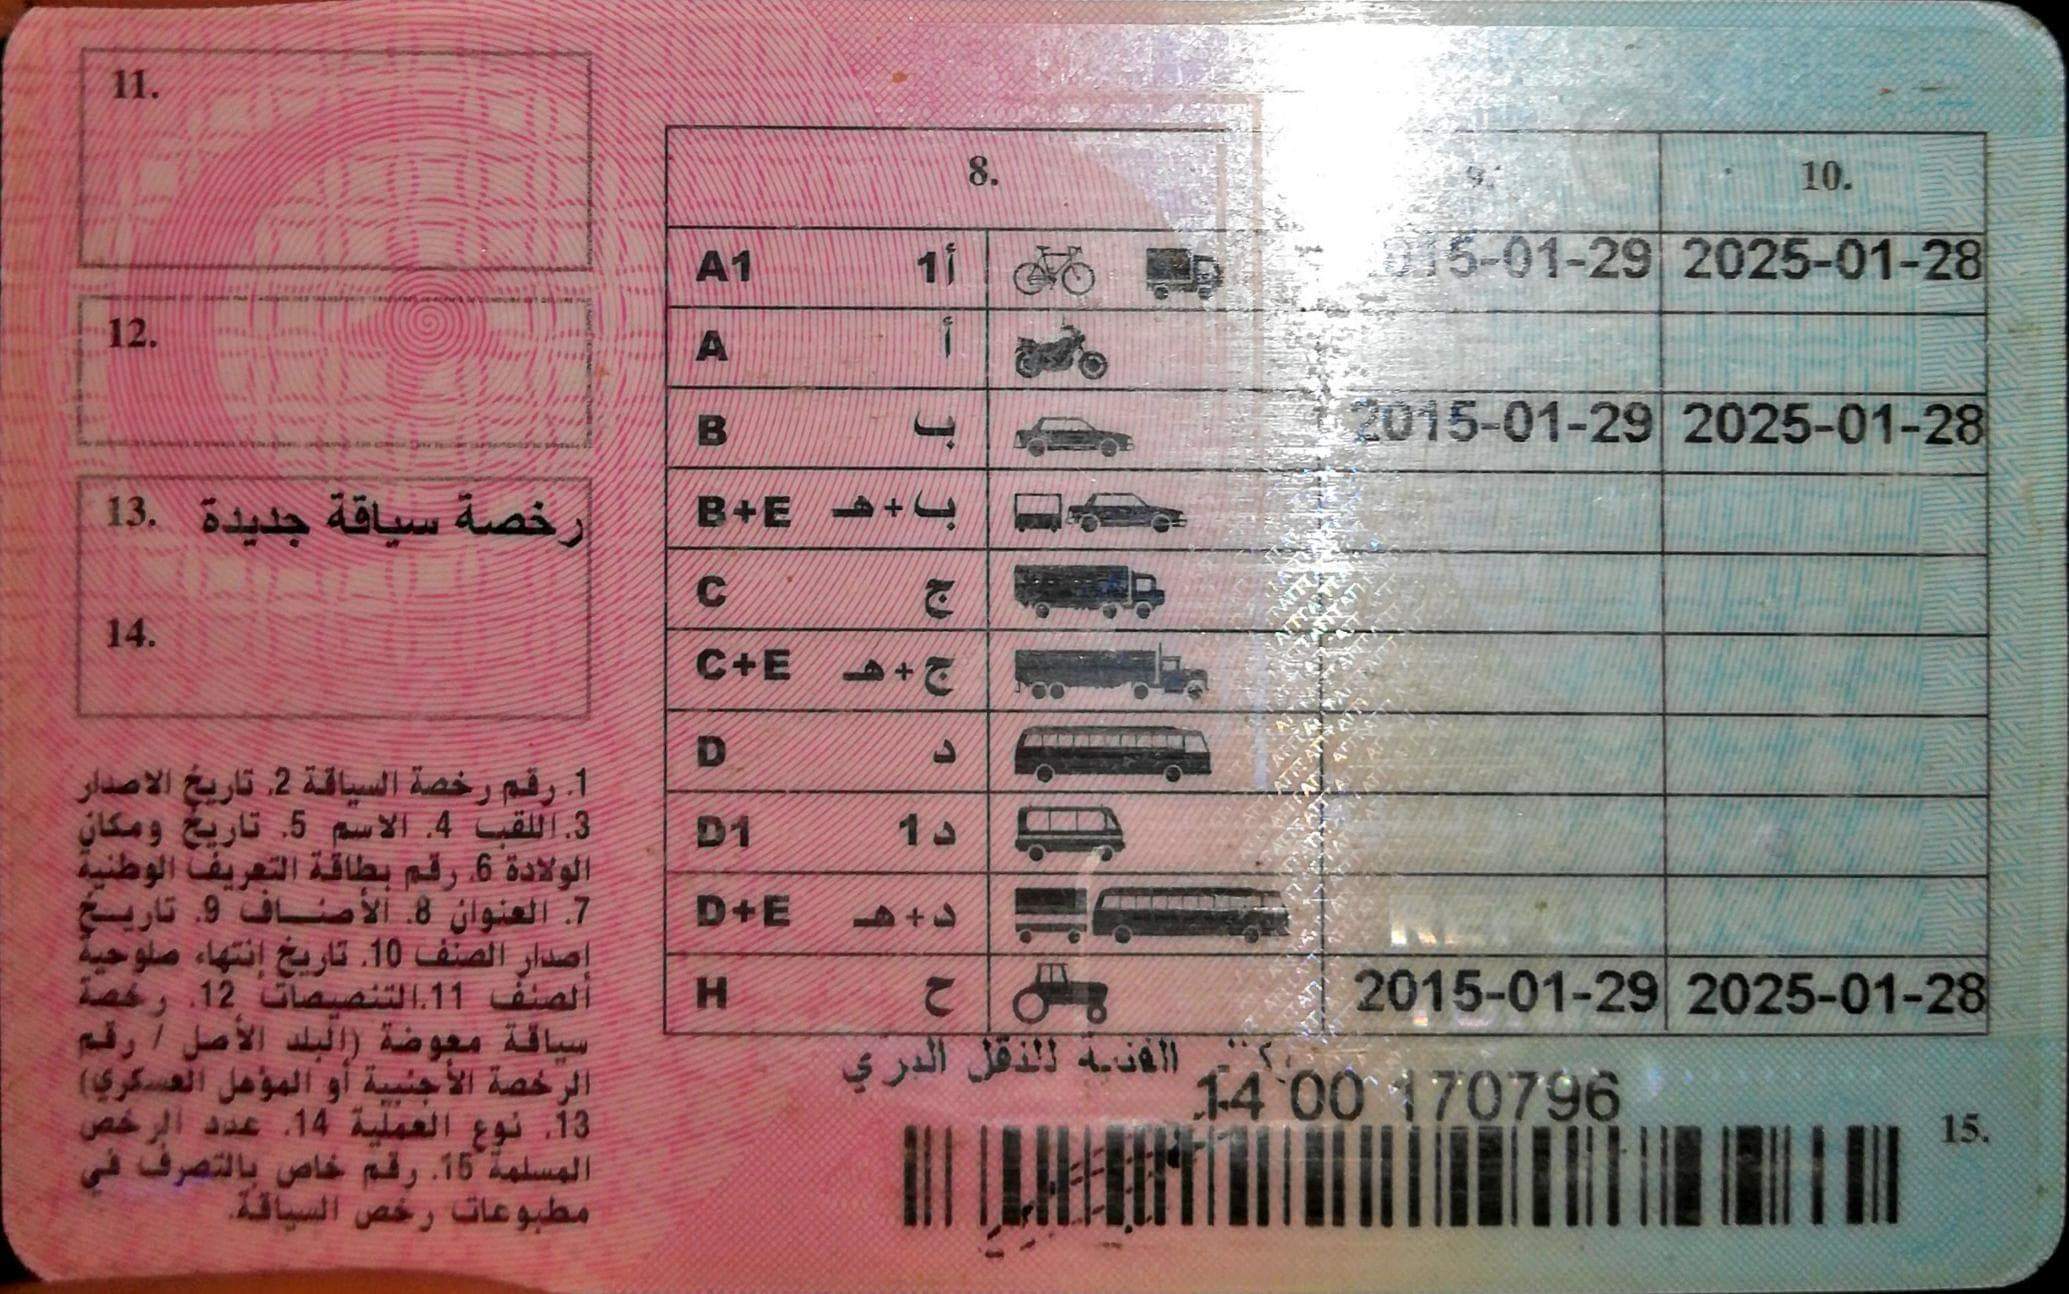 11.
12.
13. رخصة سياقة جديدة
14.
1. رقم رخصة السياقة 2. تاريخ الاصدار
3. اللقب 4. الاسم 5. تاريخ ومكان
الولادة 6. رقم بطاقة التعريف الوطنية
7. العنوان 8. الأصناف 9. تاريخ
إصدار الصنف 10. تاريخ إنتهاء صلوحية
الصنف 11. التنصيصات 12. رخصة
سياقة معوضة (البلد الأصل / رقم
الرخصة الأجنبية أو المؤهل العسكري)
13. نوع العملية 14. عدد الرخص
المسلمة 15. رقم خاص بالتصرف في
مطبوعات رخص السياقة.
8. 9. 10.
A1 أ1 2015-01-29 2025-01-28
A أ
B ب 2015-01-29 2025-01-28
B+E ب+هـ
C ج
C+E ج+هـ
D د
D1 د1
D+E د+هـ
H ح 2015-01-29 2025-01-28
الفنية للنقل البري
14 00 170796
15.